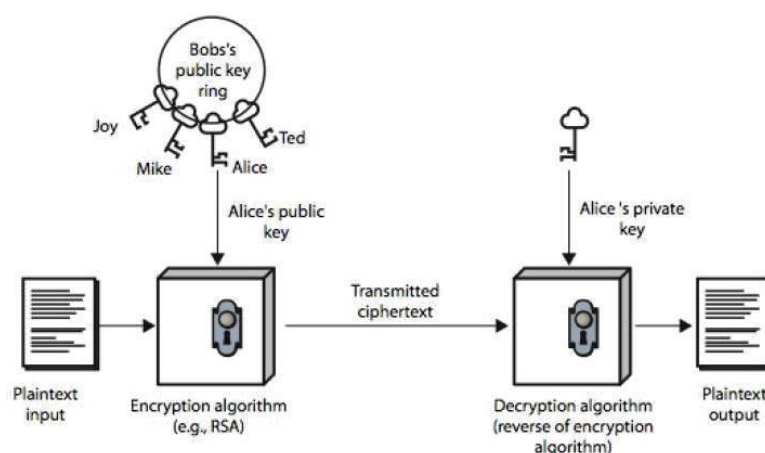 Bobs's
public key
ring
Joy
Ted
Mike
Alice
Alice's public
key
Alice 's private
key
Transmitted
ciphertext
Plaintext
input
Encryption algorithm
(e.g., RSA)
Decryption algorithm
(reverse of encryption
algorithm)
Plaintext
output